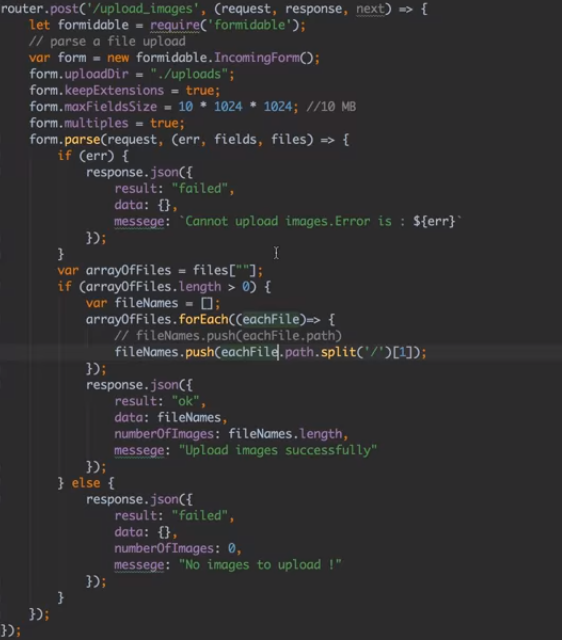 router.post('/upload_images', (request, response, next) => {
    let formidable = require('formidable');
    // parse a file upload
    var form = new formidable.IncomingForm();
    form.uploadDir = "./uploads";
    form.keepExtensions = true;
    form.maxFieldsSize = 10 * 1024 * 1024; //10 MB
    form.multiples = true;
    form.parse(request, (err, fields, files) => {
        if (err) {
            response.json({
                result: "failed",
                data: {},
                messege: `Cannot upload images.Error is : ${err}`
            });
        }
        var arrayOfFiles = files[""];
        if (arrayOfFiles.length > 0) {
            var fileNames = [];
            arrayOfFiles.forEach((eachFile)=> {
                // fileNames.push(eachFile.path)
                fileNames.push(eachFile.path.split('/')[1]);
            });
            response.json({
                result: "ok",
                data: fileNames,
                numberOfImages: fileNames.length,
                messege: "Upload images successfully"
            });
        } else {
            response.json({
                result: "failed",
                data: {},
                numberOfImages: 0,
                messege: "No images to upload !"
            });
        }
    });
});